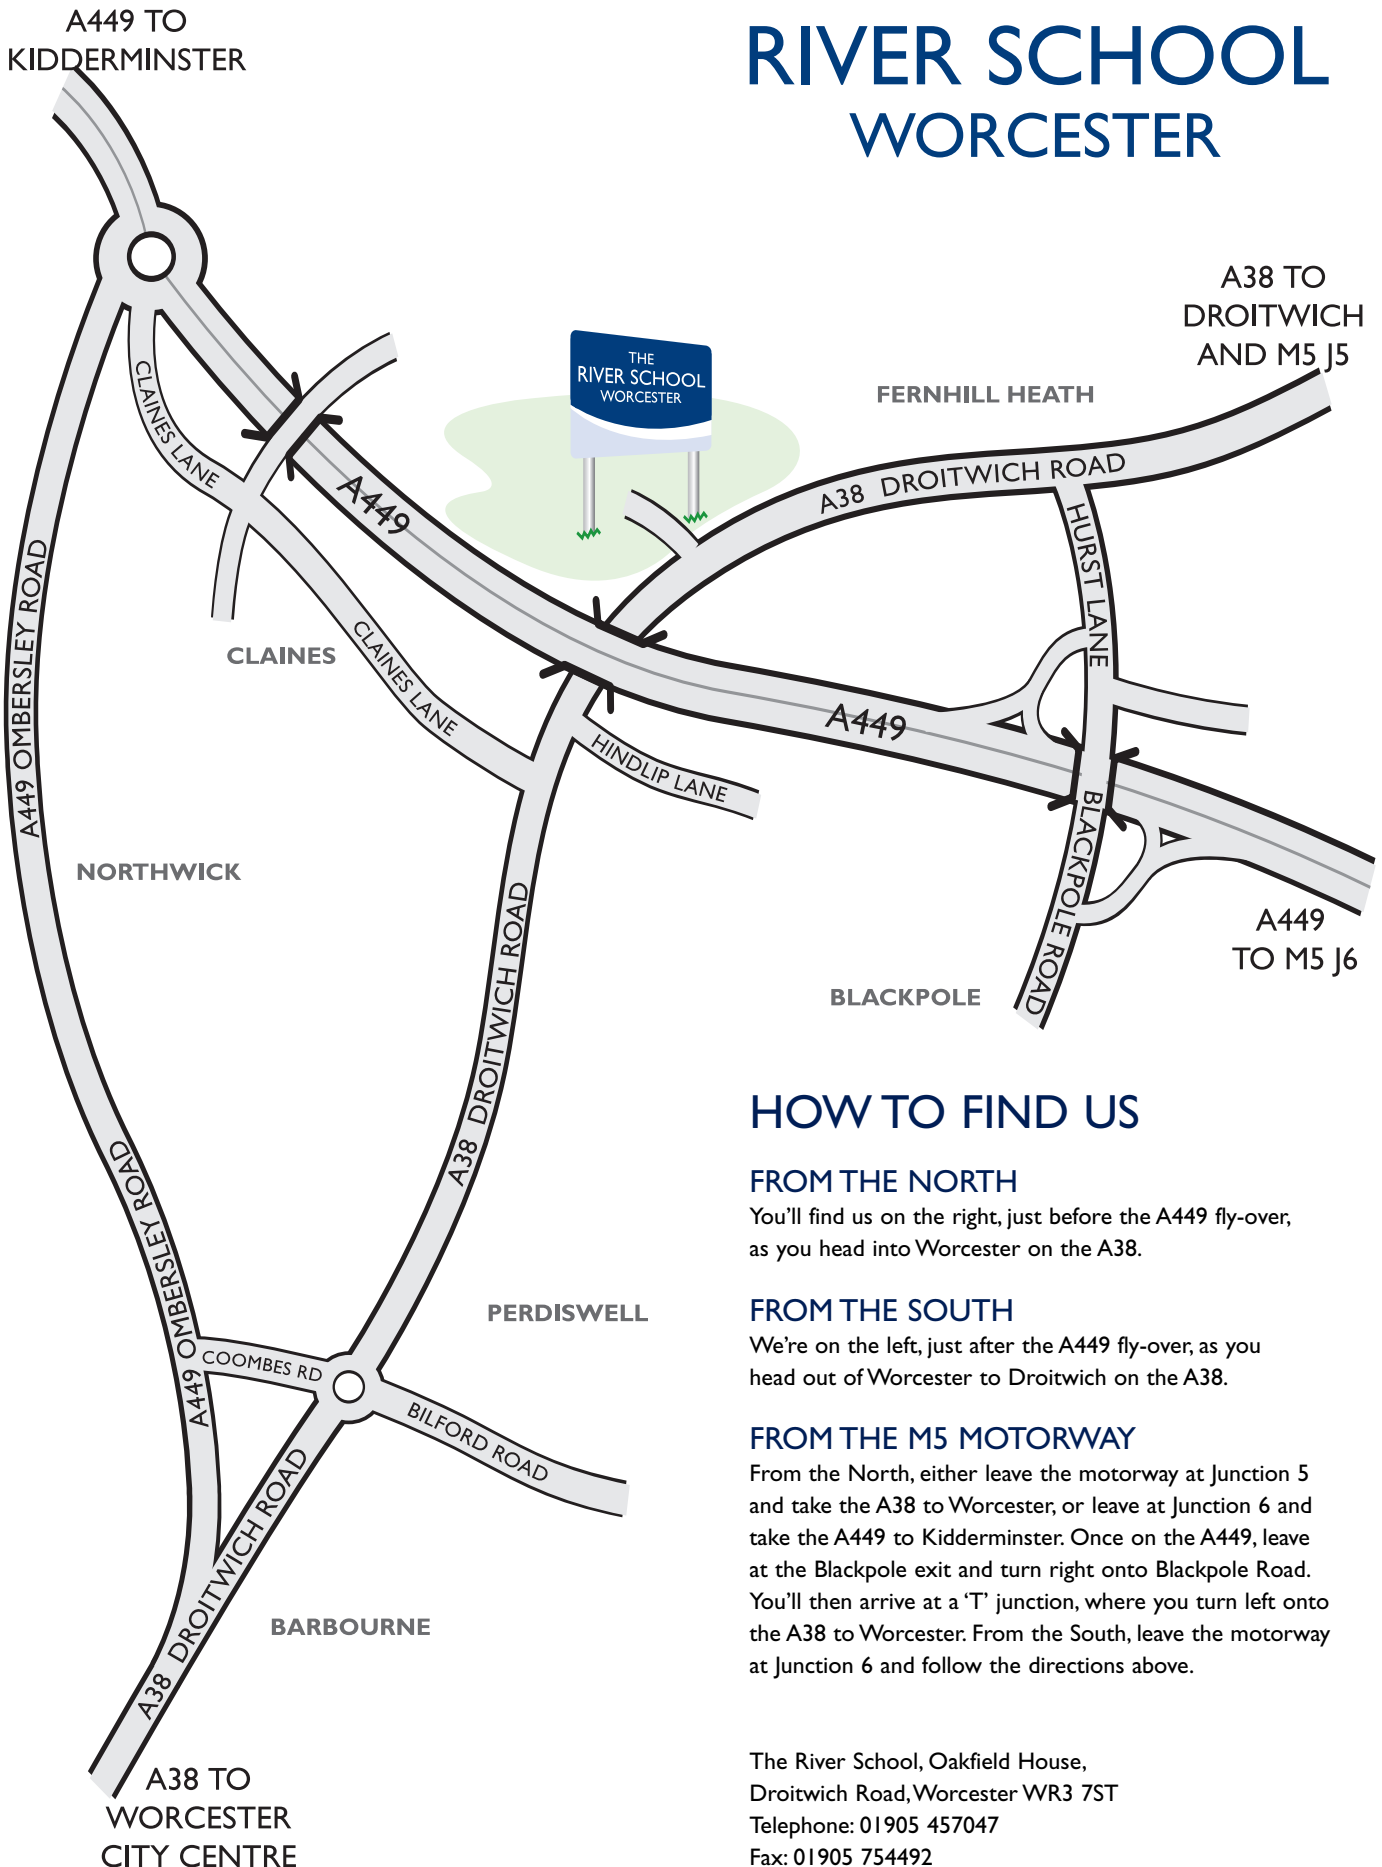 A449 TO
KIDDERMINSTER
RIVER SCHOOL
WORCESTER
A38 TO
DROITWICH
AND M5 J5
THE
RIVER SCHOOL
WORCESTER
FERNHILL HEATH
CLAINES LANE
A449
A38 DROITWICH ROAD
HURST LANE
A449 OMBERSLEY ROAD
CLAINES
CLAINES LANE
A449
HINDLIP LANE
BLACKPOLE ROAD
NORTHWICK
A38 DROITWICH ROAD
A449
TO M5 J6
BLACKPOLE
HOW TO FIND US
FROM THE NORTH
You’ll find us on the right, just before the A449 fly-over,
as you head into Worcester on the A38.
A449 OMBERSLEY ROAD
PERDISWELL
FROM THE SOUTH
We’re on the left, just after the A449 fly-over, as you
head out of Worcester to Droitwich on the A38.
COOMBES RD
BILFORD ROAD
FROM THE M5 MOTORWAY
From the North, either leave the motorway at Junction 5
and take the A38 to Worcester, or leave at Junction 6 and
take the A449 to Kidderminster. Once on the A449, leave
at the Blackpole exit and turn right onto Blackpole Road.
You’ll then arrive at a ‘T’ junction, where you turn left onto
the A38 to Worcester. From the South, leave the motorway
at Junction 6 and follow the directions above.
A38 DROITWICH ROAD
BARBOURNE
The River School, Oakfield House,
Droitwich Road, Worcester WR3 7ST
Telephone: 01905 457047
Fax: 01905 754492
A38 TO
WORCESTER
CITY CENTRE